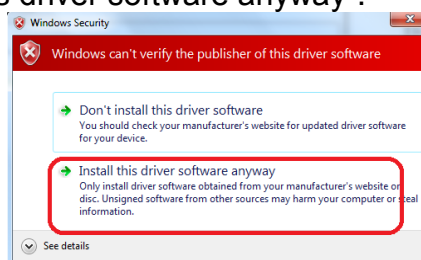 s driver software anyway".
Windows Security
Windows can't verify the publisher of this driver software
Don't install this driver software
You should check your manufacturer's website for updated driver software
for your device.
Install this driver software anyway
Only install driver software obtained from your manufacturer's website or
disc. Unsigned software from other sources may harm your computer or steal
information.
See details